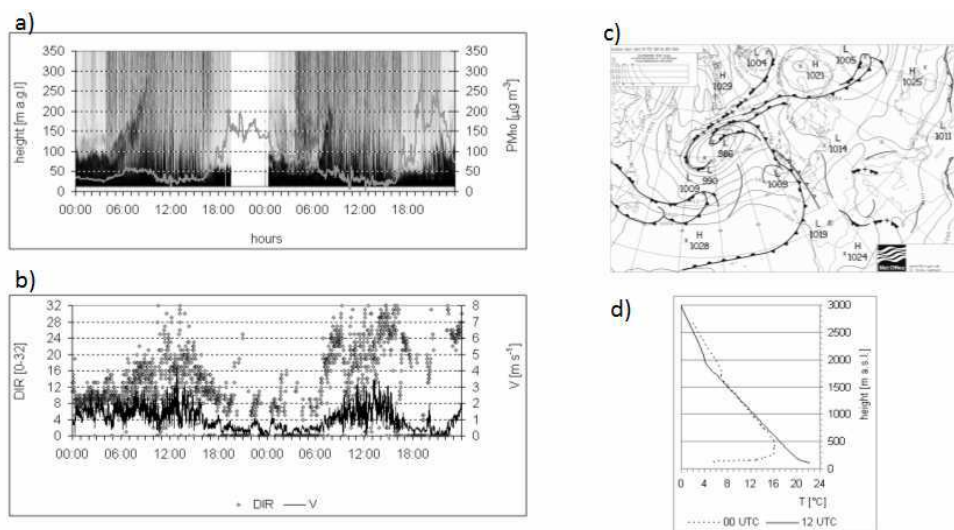 a)
height [m a g.l]
350
300
250
200
150
100
50
0
350
300
250
200
150
100
50
0
PM10 [µg m-3]
00:00 06:00 12:00 18:00 00:00 06:00 12:00 18:00
hours
b)
DIR [0-32]
32
28
24
20
16
12
8
4
0
8
7
6
5
4
3
2
1
0
V [m s-1]
00:00 06:00 12:00 18:00 00:00 06:00 12:00 18:00
DIR V
c)
L
1004
H
1029
H
1021
L
1005
H
1025
L
1011
L
1014
L
986
L
990
L
1009
L
1009
H
1028
L
1019
H
1024
Met Office
d)
3000
2500
2000
1500
1000
500
0
height [m a.s.l.]
0 4 8 12 16 20 24
T [°C]
00 UTC 12 UTC